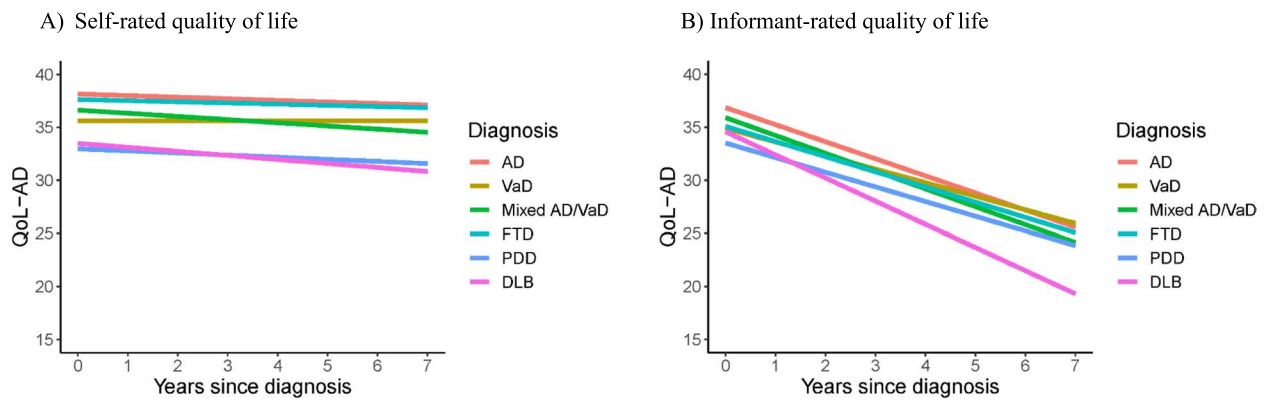 A) Self-rated quality of life
40
35
30
25
20
15
QoL−AD
0 1 2 3 4 5 6 7
Years since diagnosis
Diagnosis
AD
VaD
Mixed AD/VaD
FTD
PDD
DLB
B) Informant-rated quality of life
40
35
30
25
20
15
QoL−AD
0 1 2 3 4 5 6 7
Years since diagnosis
Diagnosis
AD
VaD
Mixed AD/VaD
FTD
PDD
DLB